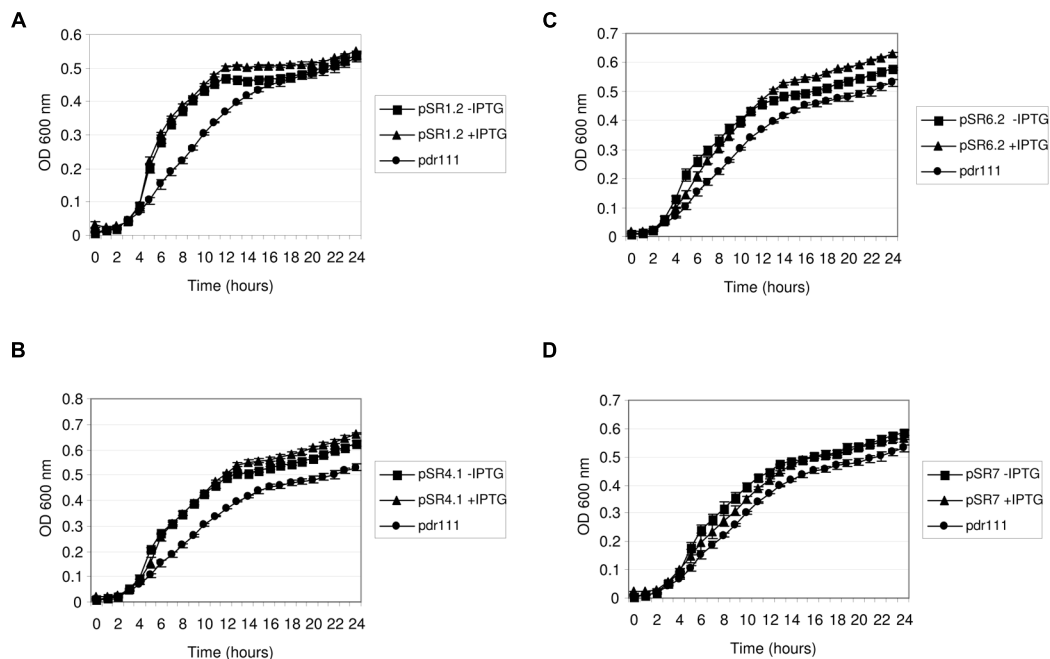 A
OD 600 nm
0.6
0.5
0.4
0.3
0.2
0.1
0
0 2 4 6 8 10 12 14 16 18 20 22 24
Time (hours)
pSR1.2 -IPTG
pSR1.2 +IPTG
pdr111
B
OD 600 nm
0.8
0.7
0.6
0.5
0.4
0.3
0.2
0.1
0
0 2 4 6 8 10 12 14 16 18 20 22 24
Time (hours)
pSR4.1 -IPTG
pSR4.1 +IPTG
pdr111
C
OD 600 nm
0.7
0.6
0.5
0.4
0.3
0.2
0.1
0
0 2 4 6 8 10 12 14 16 18 20 22 24
Time (hours)
pSR6.2 -IPTG
pSR6.2 +IPTG
pdr111
D
OD 600 nm
0.7
0.6
0.5
0.4
0.3
0.2
0.1
0
0 2 4 6 8 10 12 14 16 18 20 22 24
Time (hours)
pSR7 -IPTG
pSR7 +IPTG
pdr111